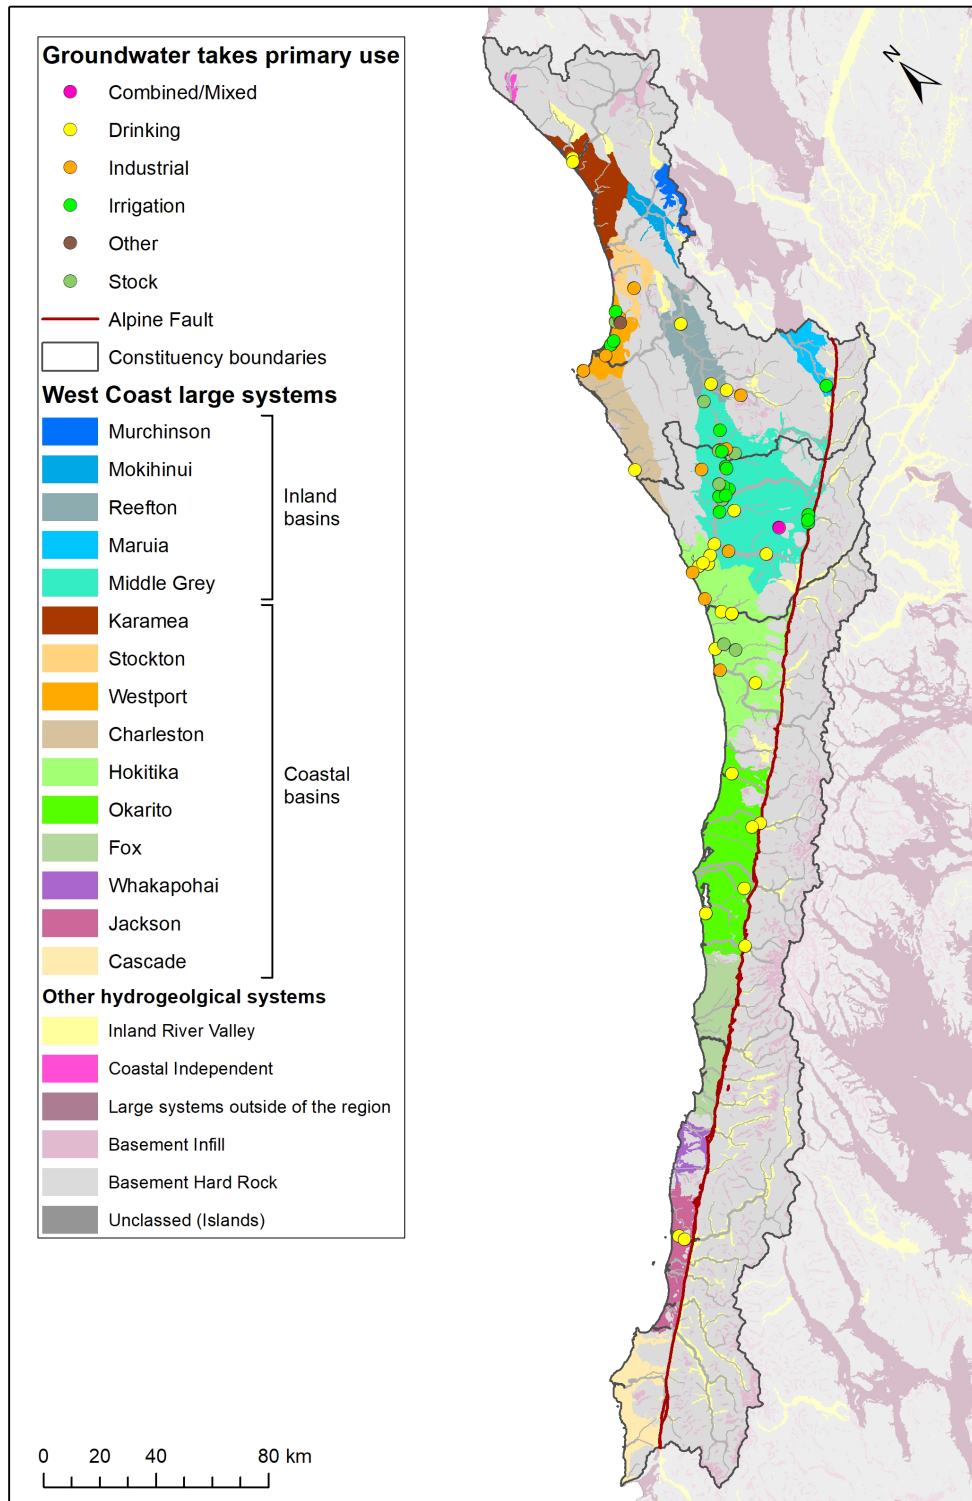 Groundwater takes primary use
Combined/Mixed
Drinking
Industrial
Irrigation
Other
Stock
Alpine Fault
Constituency boundaries
West Coast large systems
Murchinson
Mokihinui
Reefton
Maruia
Middle Grey
Inland
basins
Karamea
Stockton
Westport
Charleston
Hokitika
Okarito
Fox
Whakapohai
Jackson
Cascade
Coastal
basins
Other hydrogeolgical systems
Inland River Valley
Coastal Independent
Large systems outside of the region
Basement Infill
Basement Hard Rock
Unclassed (Islands)
0 20 40 80 km
N